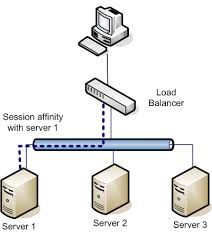 Load
Balancer
Session affinity
with server 1
Server 1
Server 2
Server 3